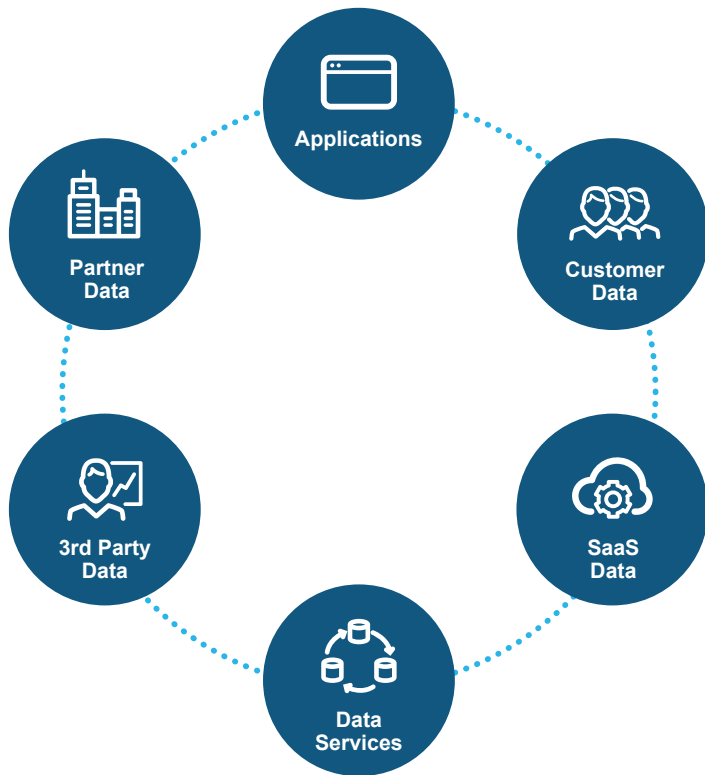 Applications
Partner
Data
Customer
Data
3rd Party
Data
SaaS
Data
Data
Services